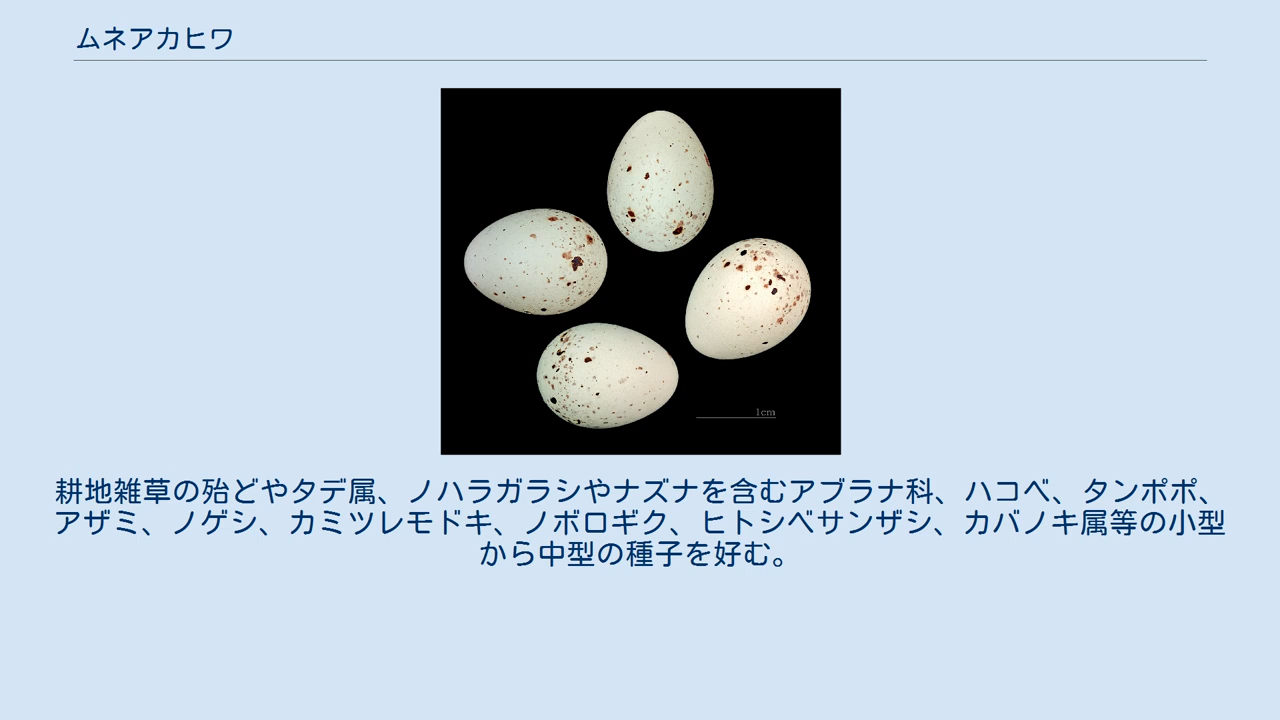 ムネアカヒワ
1cm
耕地雑草の殆どやタデ属、ノハラガラシやナズナを含むアブラナ科、ハコベ、タンポポ、
アザミ、ノゲシ、カミツレモドキ、ノボロギク、ヒトシベサンザシ、カバノキ属等の小型
から中型の種子を好む。